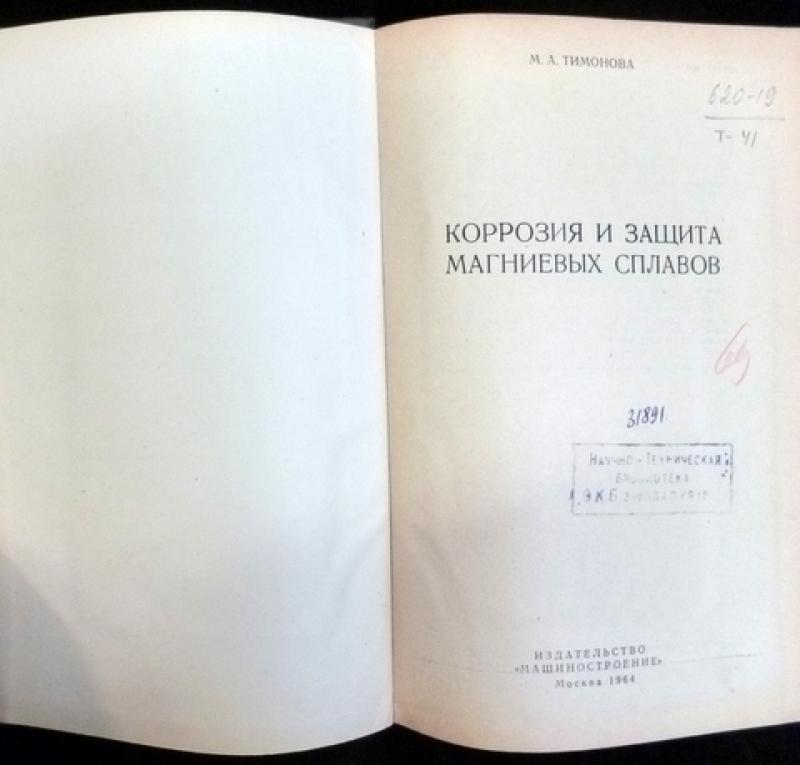 М. А. ТИМОНОВА
620-19
Т-41
КОРРОЗИЯ И ЗАЩИТА
МАГНИЕВЫХ СПЛАВОВ
31891
НАУЧНО-ТЕХНИЧЕСКАЯ
БИБЛИОТЕКА
ИЗДАТЕЛЬСТВО
«МАШИНОСТРОЕНИЕ»
Москва 1964